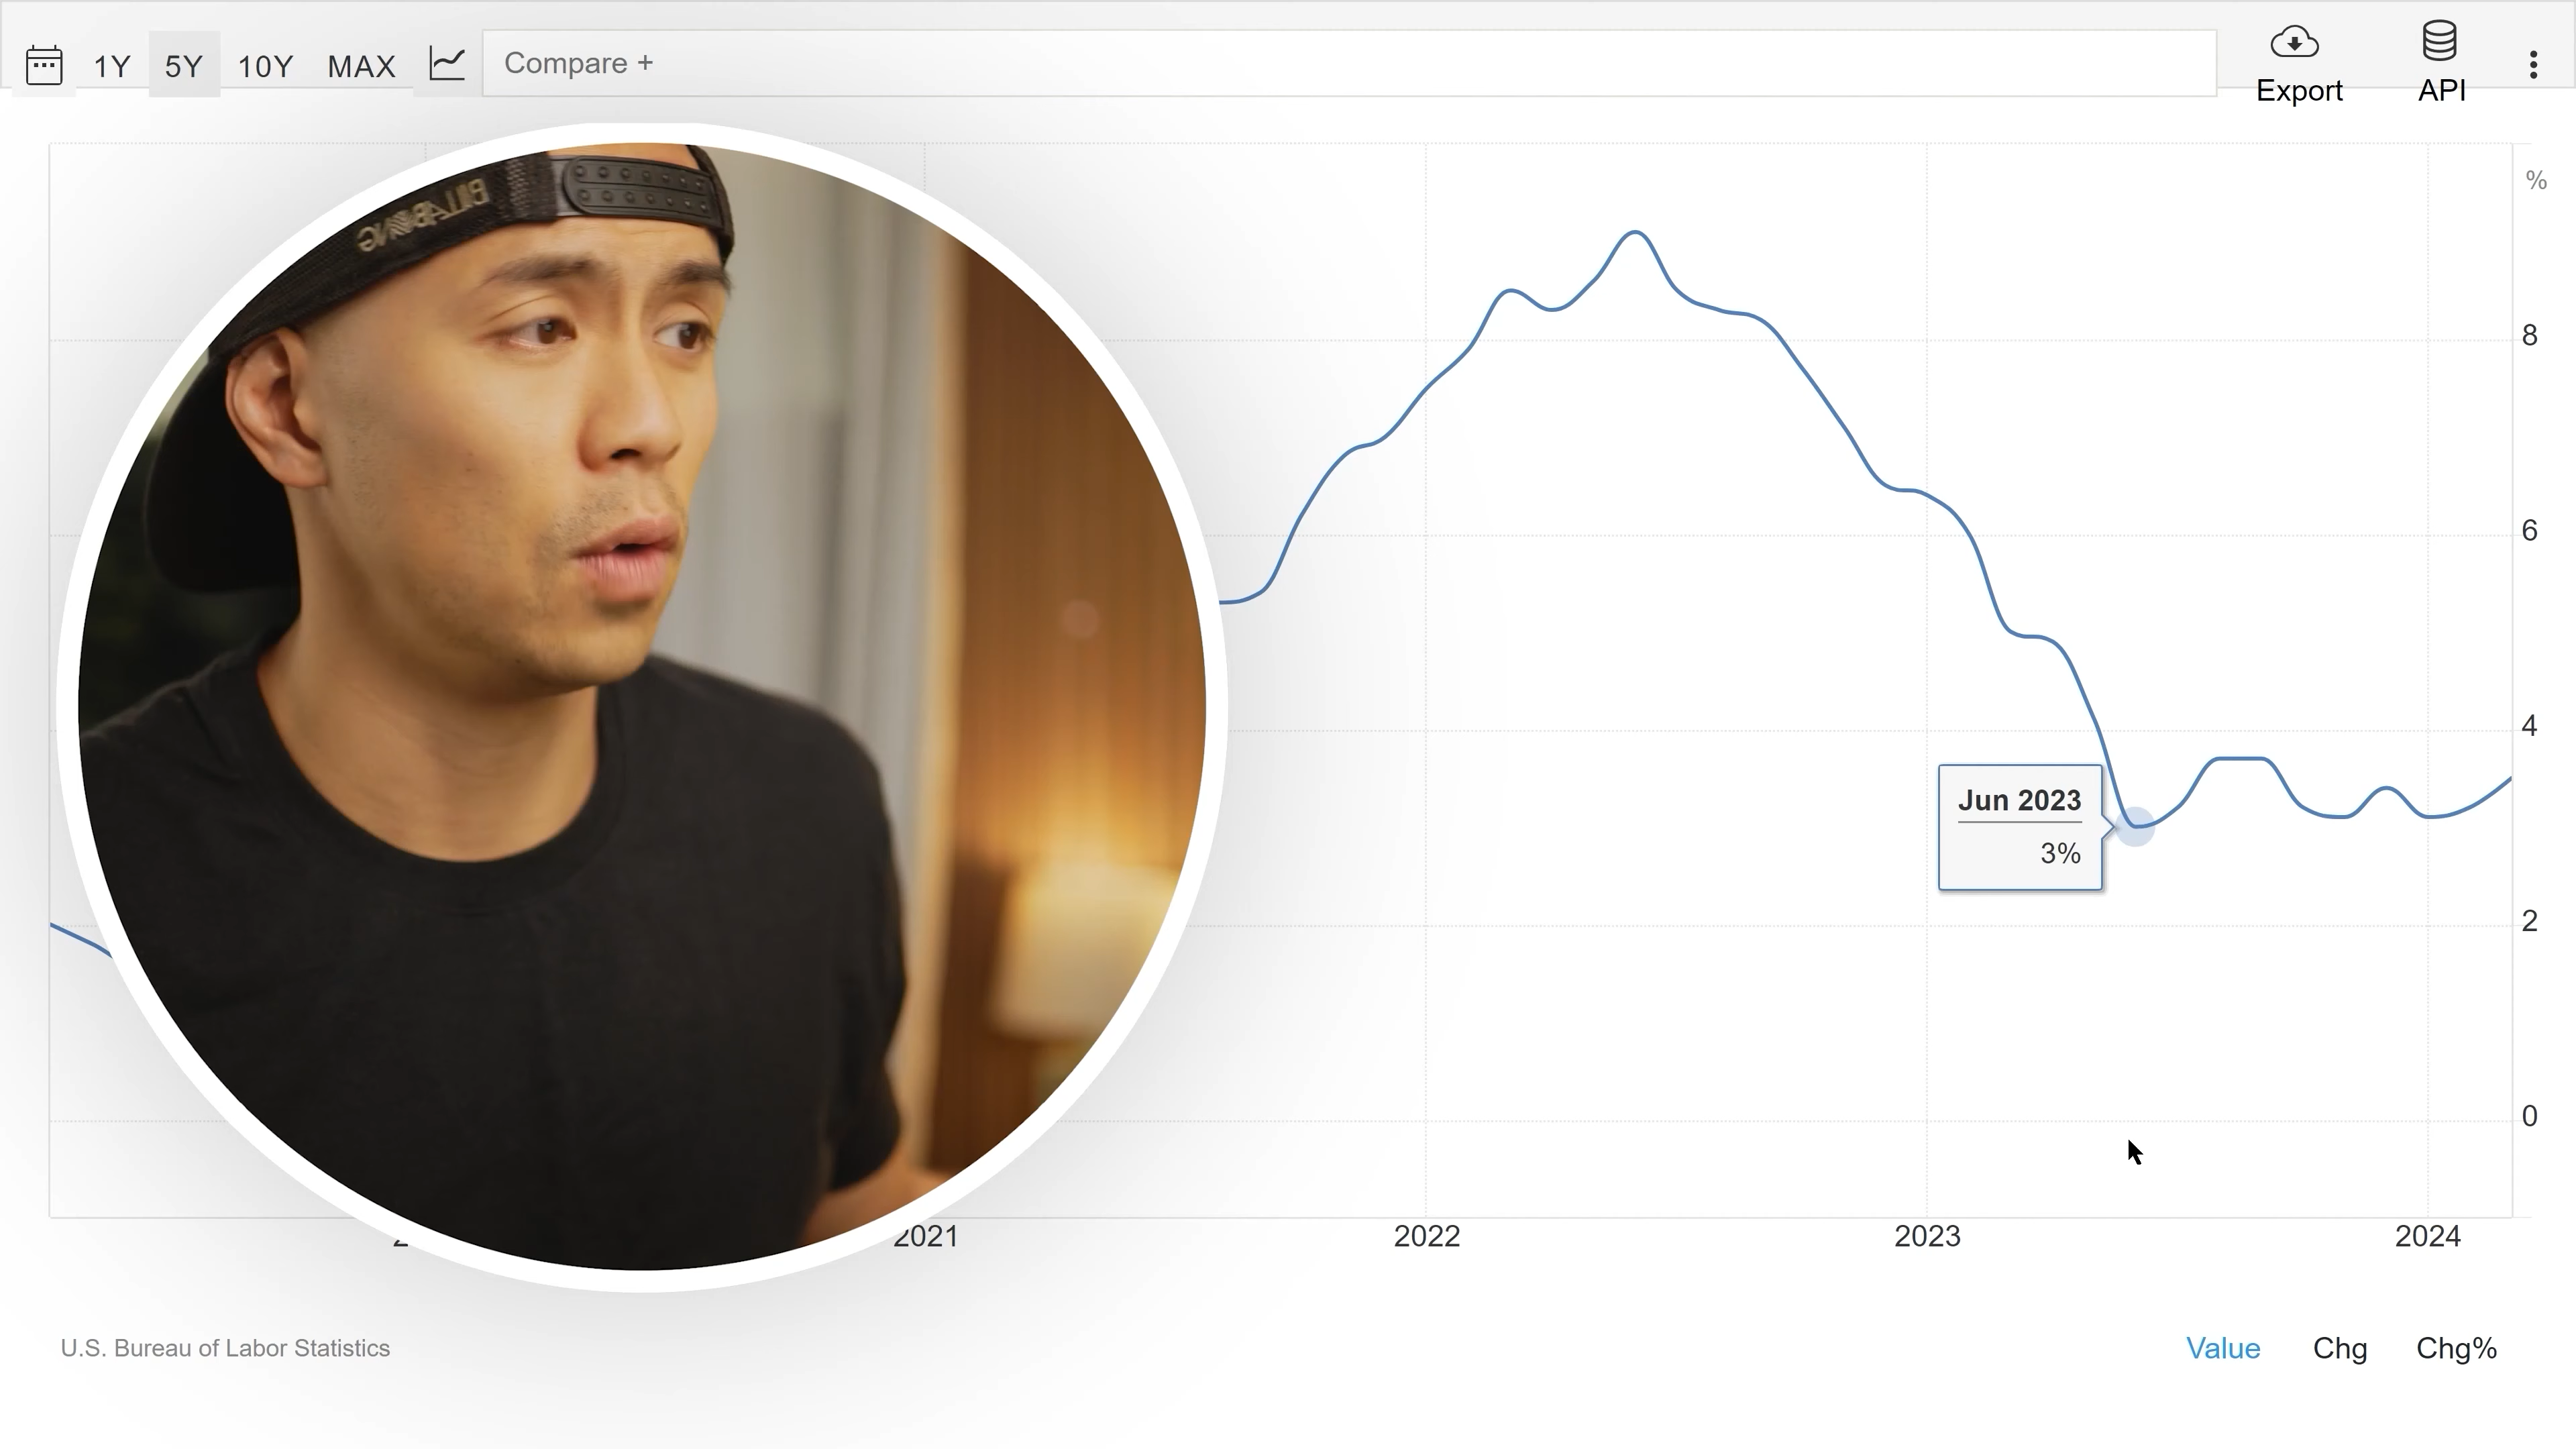 1Y 5Y 10Y MAX Compare + Export API
BILLABONG
%
8
6
4
2
0
Jun 2023
3%
2021 2022 2023 2024
U.S. Bureau of Labor Statistics
Value Chg Chg%